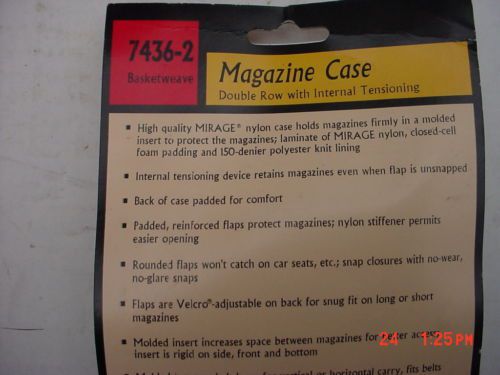 7436-2
Basketweave
Magazine Case
Double Row with Internal Tensioning
▪ High quality MIRAGE® nylon case holds magazines firmly in a molded
insert to protect the magazines; laminate of MIRAGE nylon, closed-cell
foam padding and 150-denier polyester knit lining
▪ Internal tensioning device retains magazines even when flap is unsnapped
▪ Back of case padded for comfort
▪ Padded, reinforced flaps protect magazines; nylon stiffener permits
easier opening
▪ Rounded flaps won't catch on car seats, etc.; snap closures with no-wear,
no-glare snaps
▪ Flaps are Velcro®-adjustable on back for snug fit on long or short
magazines
▪ Molded insert increases space between magazines for better access;
insert is rigid on side, front and bottom
horizontal carry, fits belts
24 1:25 PM